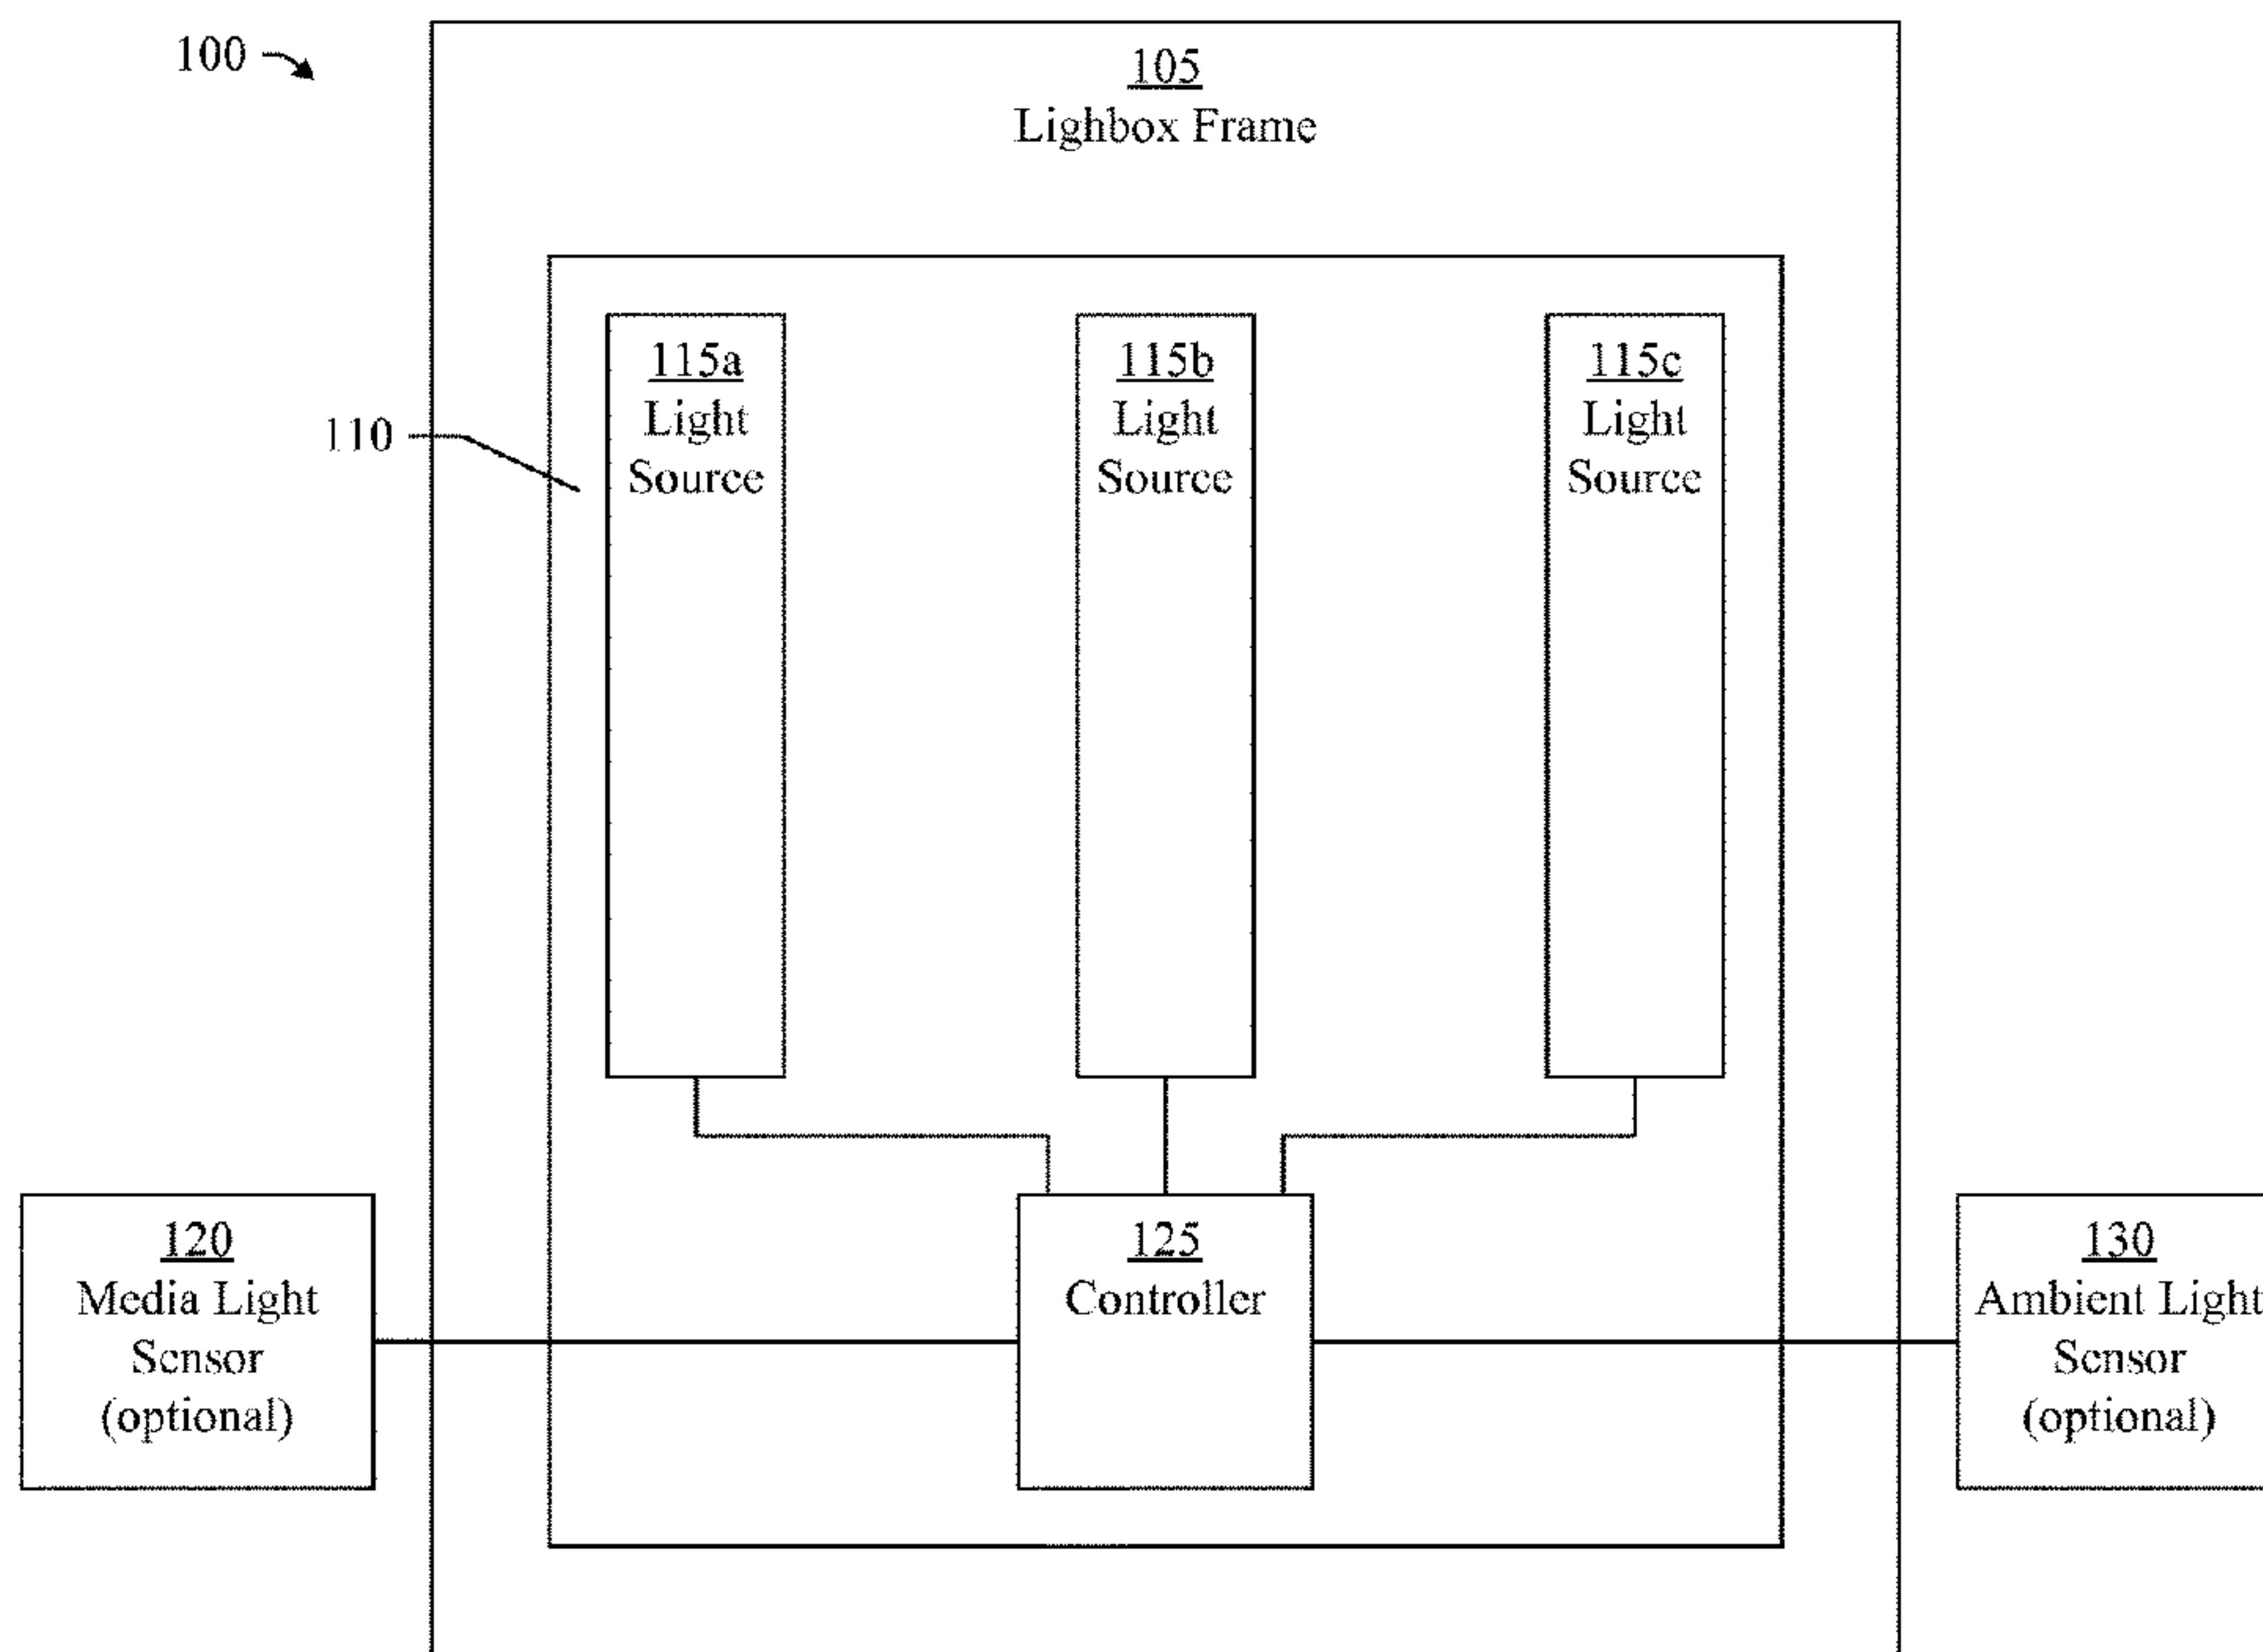 100
105
Lighbox Frame
110
115a
Light
Source
115b
Light
Source
115c
Light
Source
120
Media Light
Sensor
(optional)
125
Controller
130
Ambient Light
Sensor
(optional)